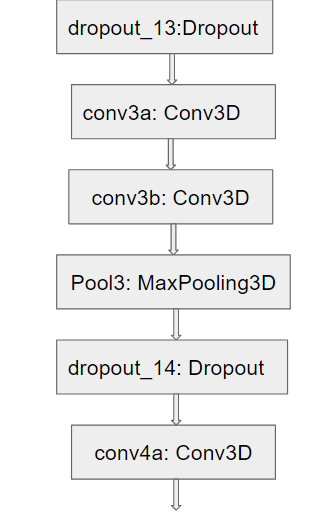 dropout_13:Dropout
conv3a: Conv3D
conv3b: Conv3D
Pool3: MaxPooling3D
dropout_14: Dropout
conv4a: Conv3D